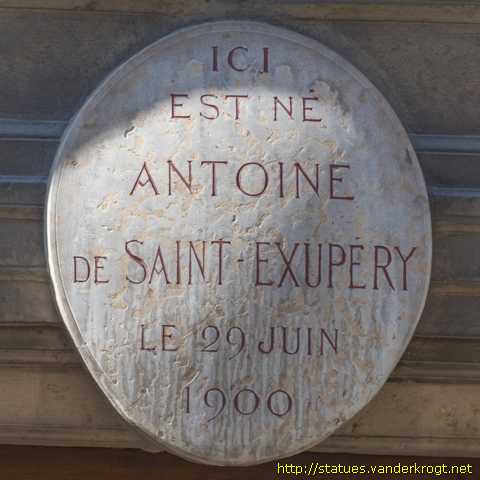 ICI
EST NÉ
ANTOINE
DE SAINT-EXUPÉRY
LE 29 JUIN
1900
http://statues.vanderkrogt.net